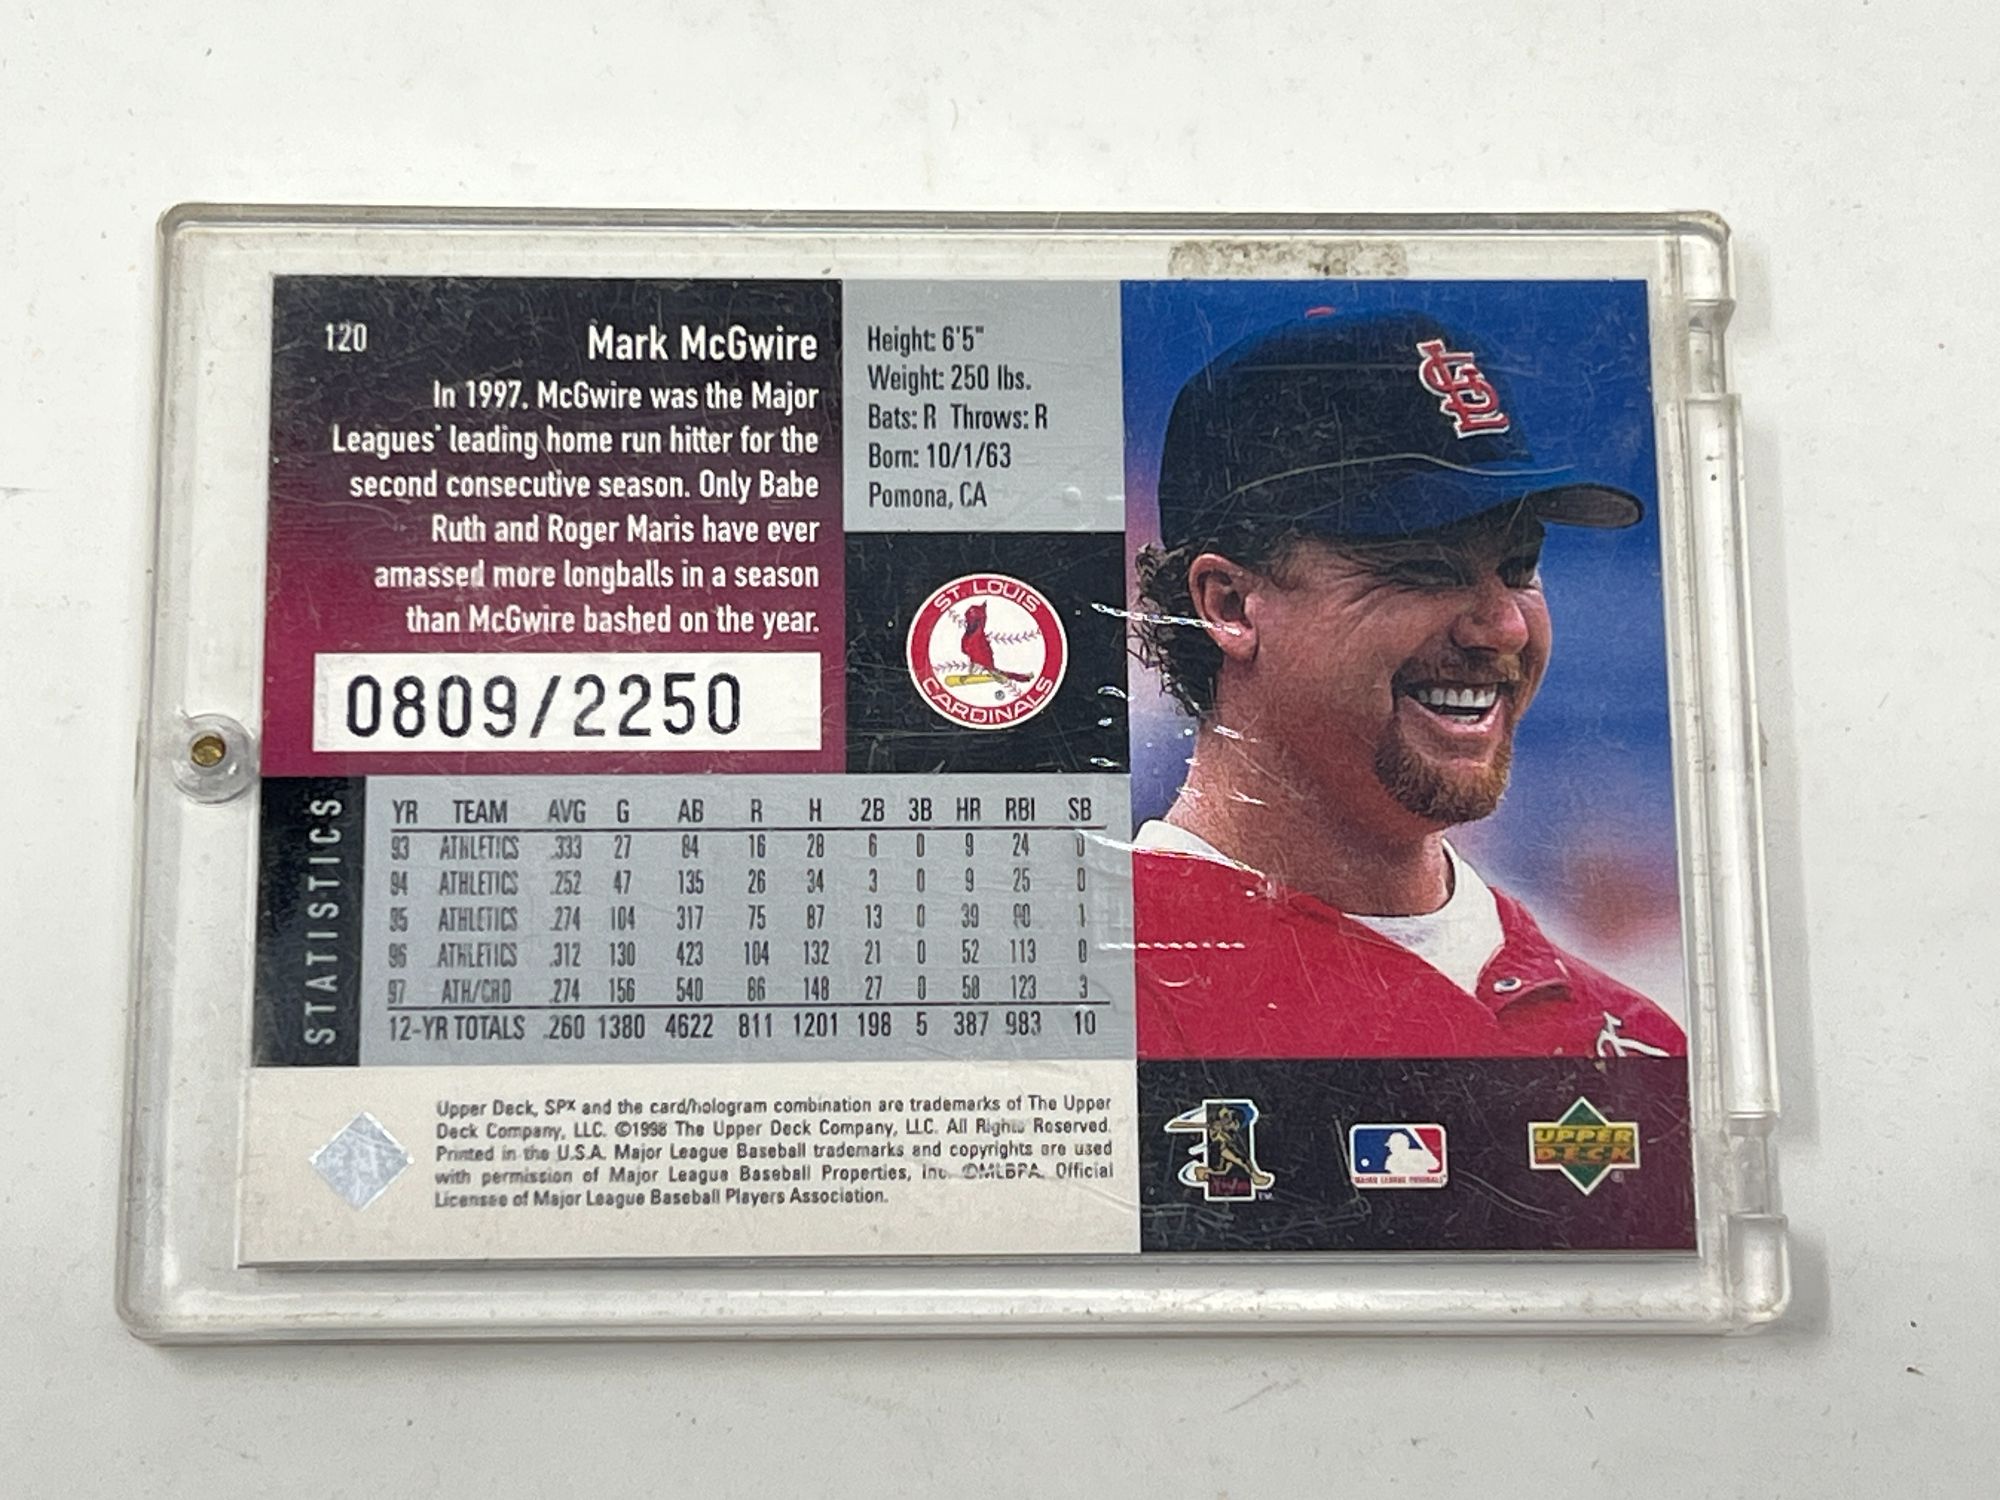 120
Mark McGwire
In 1997, McGwire was the Major
Leagues' leading home run hitter for the
second consecutive season. Only Babe
Ruth and Roger Maris have ever
amassed more longballs in a season
than McGwire bashed on the year.
0809/2250
Height: 6'5"
Weight: 250 lbs.
Bats: R Throws: R
Born: 10/1/63
Pomona, CA
ST. LOUIS
CARDINALS
STL
STATISTICS
YR TEAM AVG G AB R H 2B 3B HR RBI SB
93 ATHLETICS .333 27 84 16 28 6 0 9 24 0
94 ATHLETICS .252 47 135 26 34 3 0 9 25 0
95 ATHLETICS .274 104 317 75 87 13 0 39 90 1
96 ATHLETICS .312 130 423 104 132 21 0 52 113 0
97 ATH/CRD .274 156 540 86 148 27 0 58 123 3
12-YR TOTALS .260 1380 4622 811 1201 198 5 387 983 10
Upper Deck, SPx and the card/hologram combination are trademarks of The Upper
Deck Company, LLC. ©1998 The Upper Deck Company, LLC. All Rights Reserved.
Printed in the U.S.A. Major League Baseball trademarks and copyrights are used
with permission of Major League Baseball Properties, Inc. ©MLBPA. Official
Licensee of Major League Baseball Players Association.
MAJOR LEAGUE BASEBALL
UPPER
DECK